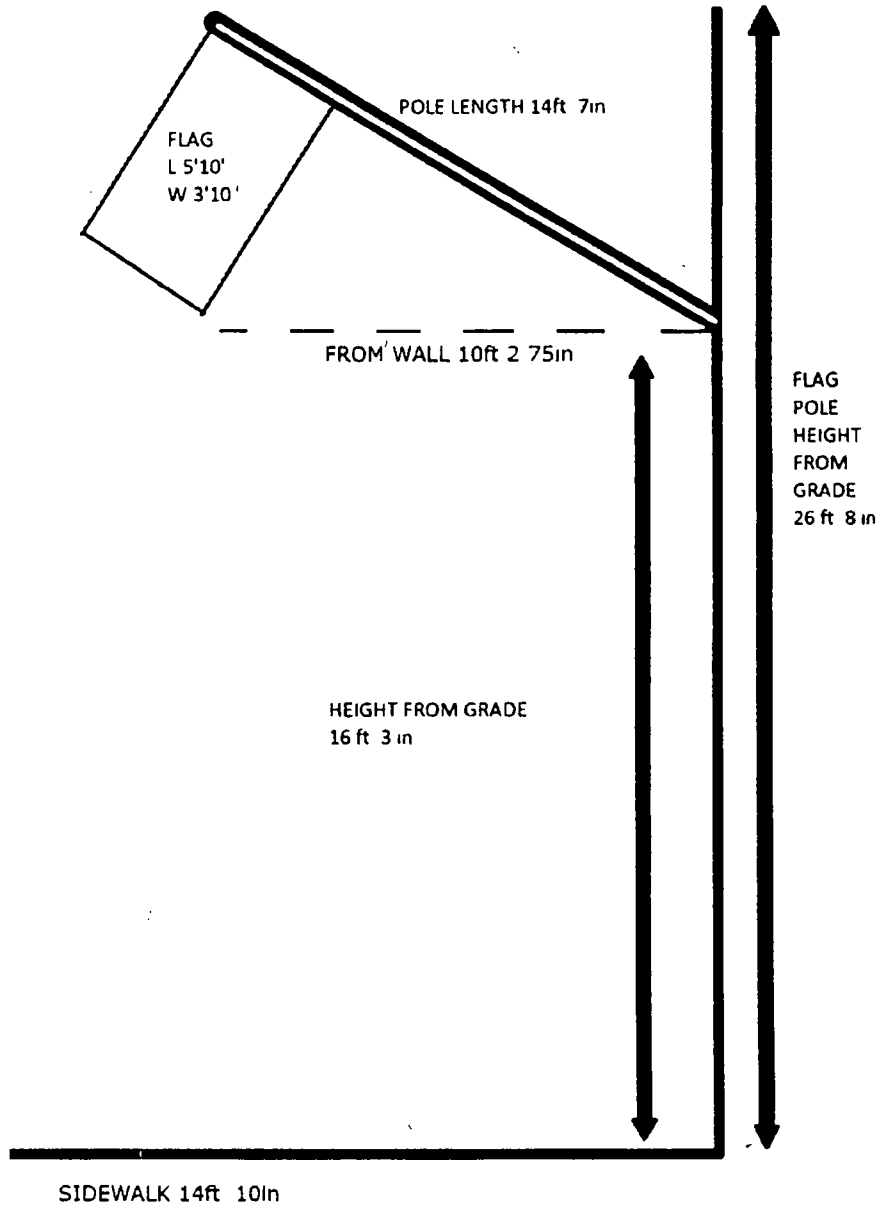 POLE LENGTH 14ft 7in
FLAG
L 5'10'
W 3'10'
FROM WALL 10ft 2 75in
FLAG
POLE
HEIGHT
FROM
GRADE
26 ft 8 in
HEIGHT FROM GRADE
16 ft 3 in
SIDEWALK 14ft 10in